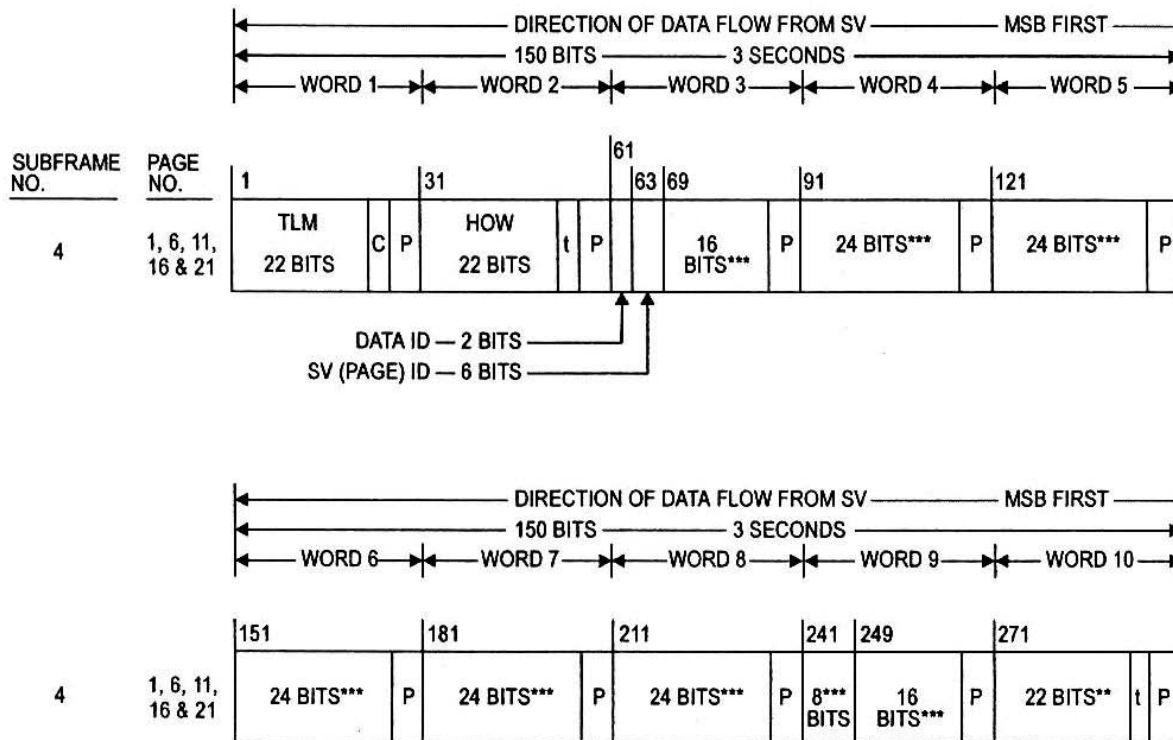 DIRECTION OF DATA FLOW FROM SV MSB FIRST
150 BITS 3 SECONDS
WORD 1 WORD 2 WORD 3 WORD 4 WORD 5
SUBFRAME NO.
PAGE NO.
1 31 61 63 69 91 121
4
1, 6, 11,
16 & 21
TLM
22 BITS
C
P
HOW
22 BITS
t
P
16
BITS***
P
24 BITS***
P
24 BITS***
P
DATA ID — 2 BITS
SV (PAGE) ID — 6 BITS
DIRECTION OF DATA FLOW FROM SV MSB FIRST
150 BITS 3 SECONDS
WORD 6 WORD 7 WORD 8 WORD 9 WORD 10
151 181 211 241 249 271
4
1, 6, 11,
16 & 21
24 BITS***
P
24 BITS***
P
24 BITS***
P
8***
BITS
16
BITS***
P
22 BITS**
t
P